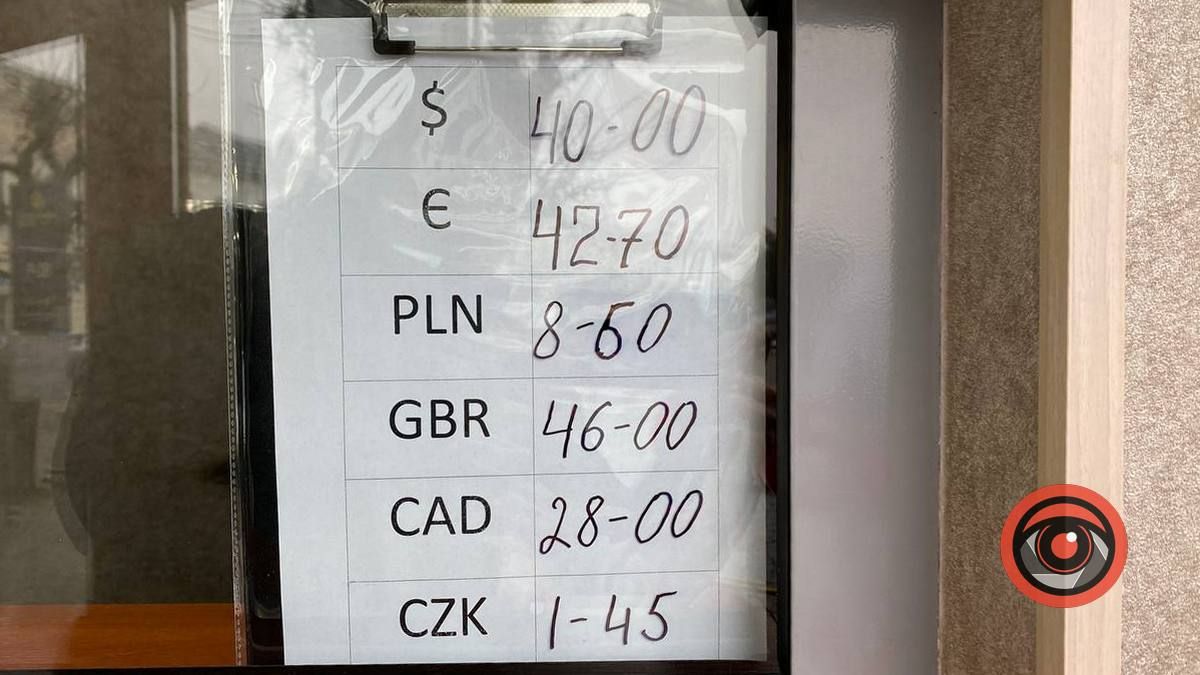 $ 40-00
Є 42-70
PLN 8-60
GBR 46-00
CAD 28-00
CZK 1-45